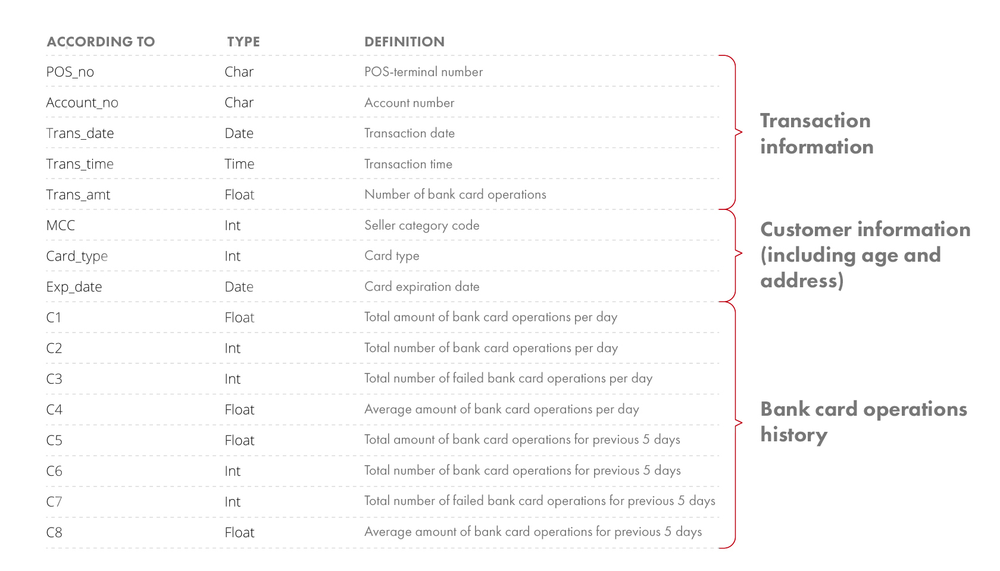 ACCORDING TO TYPE DEFINITION
POS_no Char POS-terminal number
Account_no Char Account number
Trans_date Date Transaction date
Trans_time Time Transaction time
Trans_amt Float Number of bank card operations
Transaction
information
MCC Int Seller category code
Card_type Int Card type
Exp_date Date Card expiration date
Customer information
(including age and
address)
C1 Float Total amount of bank card operations per day
C2 Int Total number of bank card operations per day
C3 Int Total number of failed bank card operations per day
C4 Float Average amount of bank card operations per day
C5 Float Total amount of bank card operations for previous 5 days
C6 Int Total number of bank card operations for previous 5 days
C7 Int Total number of failed bank card operations for previous 5 days
C8 Float Average amount of bank card operations for previous 5 days
Bank card operations
history